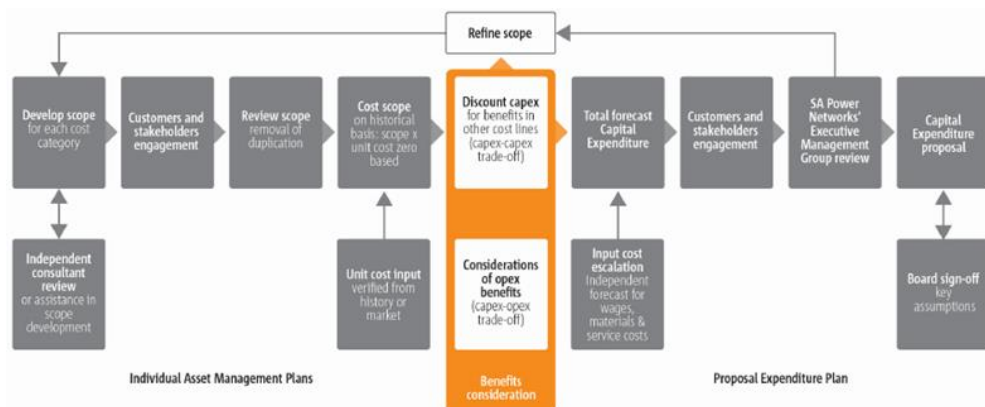 Refine scope
Develop scope
for each cost
category
Customers and
stakeholders
engagement
Review scope
removal of
duplication
Cost scope
on historical
basis: scope x
unit cost zero
based
Discount capex
for benefits in
other cost lines
(capex-capex
trade-off)
Total forecast
Capital
Expenditure
Customers and
stakeholders
engagement
SA Power
Networks'
Executive
Management
Group review
Capital
Expenditure
proposal
Independent
consultant
review
or assistance in
scope
development
Unit cost input
verified from
history or
market
Considerations
of opex
benefits
(capex-opex
trade-off)
Input cost
escalation
Independent
forecast for
wages,
materials &
service costs
Board sign-off
key
assumptions
Individual Asset Management Plans
Benefits
consideration
Proposal Expenditure Plan